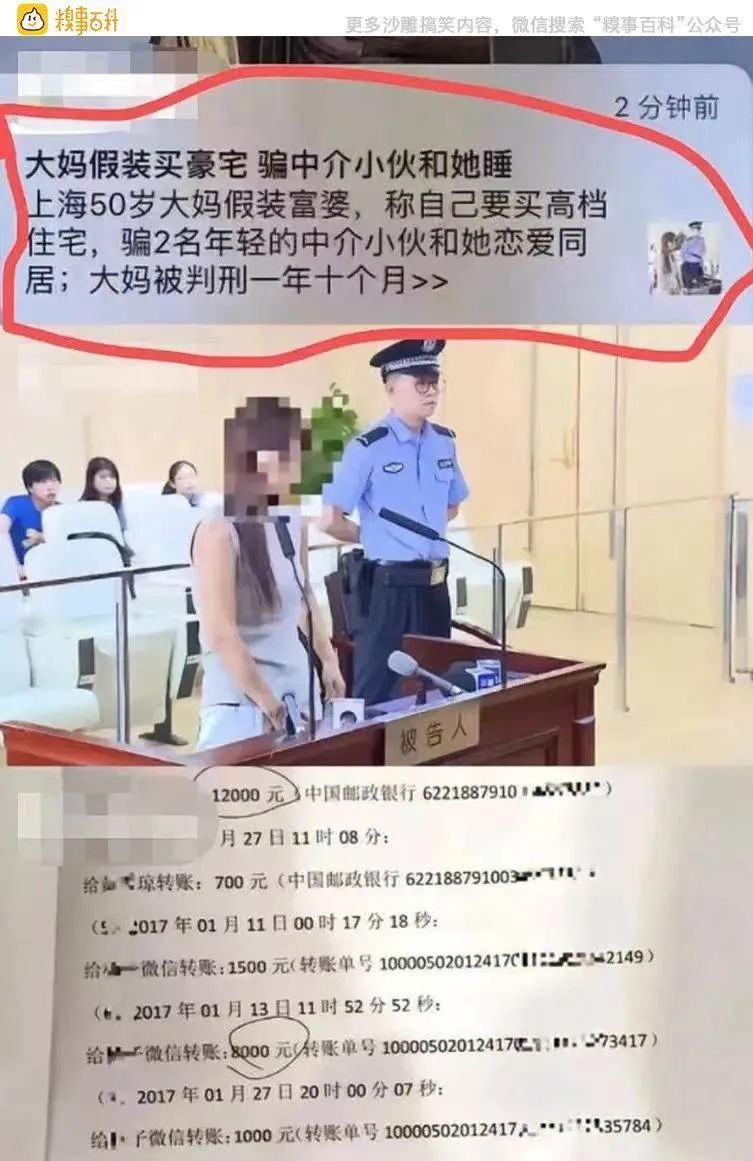 糗事百科
更多沙雕搞笑内容，微信搜索“糗事百科”公众号
2 分钟前
大妈假装买豪宅 骗中介小伙和她睡
上海50岁大妈假装富婆，称自己要买高档
住宅，骗2名年轻的中介小伙和她恋爱同
居；大妈被判刑一年十个月>>
被告人
12000 元（中国邮政银行 6221887910 ）
月 27 日 11 时 08 分：
给 琼转账：700 元（中国邮政银行 622188791003
2017 年 01 月 11 日 00 时 17 分 18 秒：
给 微信转账：1500 元（转账单号 10000502012417 2149）
2017 年 01 月 13 日 11 时 52 分 52 秒：
给 微信转账：8000 元（转账单号 10000502012417 73417）
2017 年 01 月 27 日 20 时 00 分 07 秒：
给 子微信转账：1000 元（转账单号 10000502012417 35784）